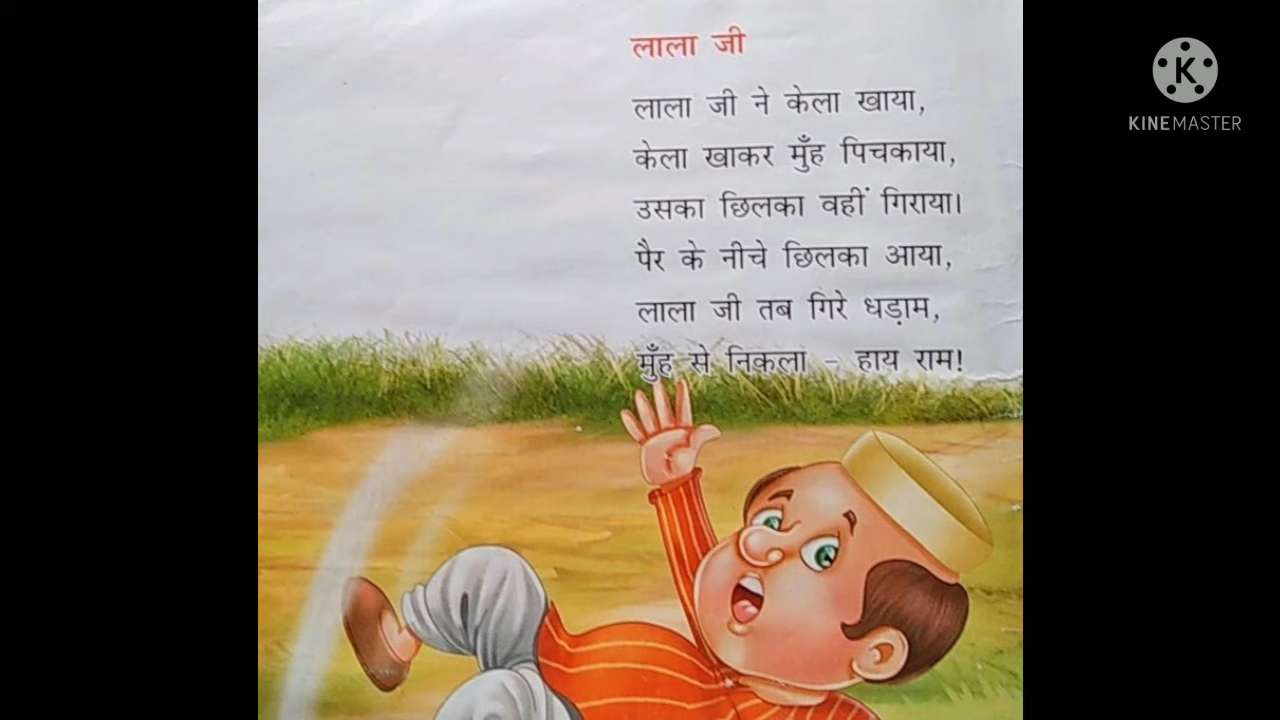 लाला जी
लाला जी ने केला खाया,
केला खाकर मुँह पिचकाया,
उसका छिलका वहीं गिराया।
पैर के नीचे छिलका आया,
लाला जी तब गिरे धड़ाम,
मुँह से निकला – हाय राम!
K
KINEMASTER